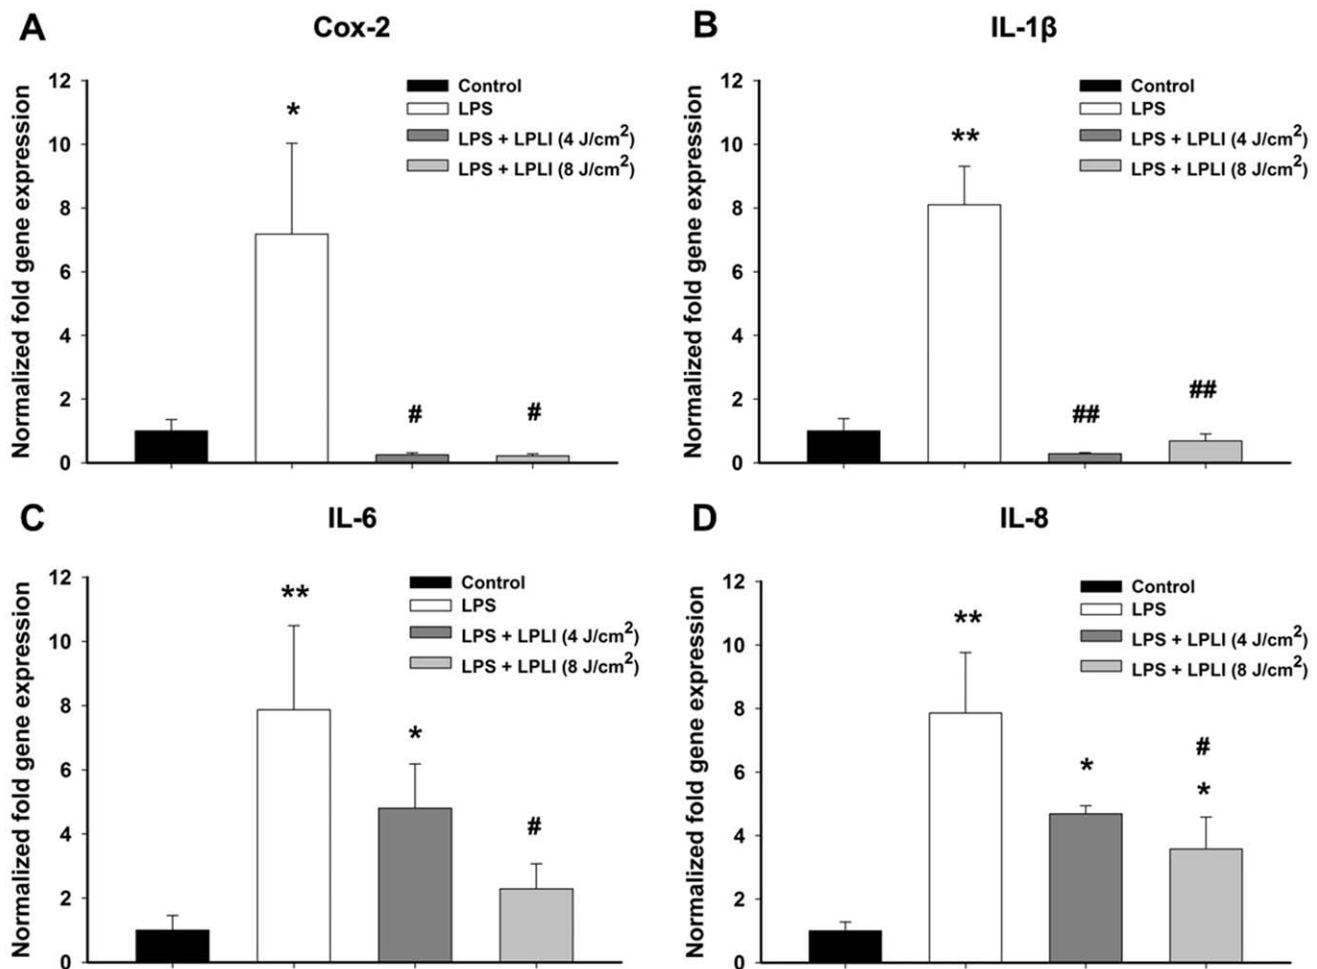 A
Cox-2
Normalized fold gene expression
12
10
8
6
4
2
0
Control
LPS
LPS + LPLI (4 J/cm²)
LPS + LPLI (8 J/cm²)
*
#
#
B
IL-1β
Normalized fold gene expression
12
10
8
6
4
2
0
Control
LPS
LPS + LPLI (4 J/cm²)
LPS + LPLI (8 J/cm²)
**
##
##
C
IL-6
Normalized fold gene expression
12
10
8
6
4
2
0
Control
LPS
LPS + LPLI (4 J/cm²)
LPS + LPLI (8 J/cm²)
**
*
#
D
IL-8
Normalized fold gene expression
12
10
8
6
4
2
0
Control
LPS
LPS + LPLI (4 J/cm²)
LPS + LPLI (8 J/cm²)
**
*
#
*